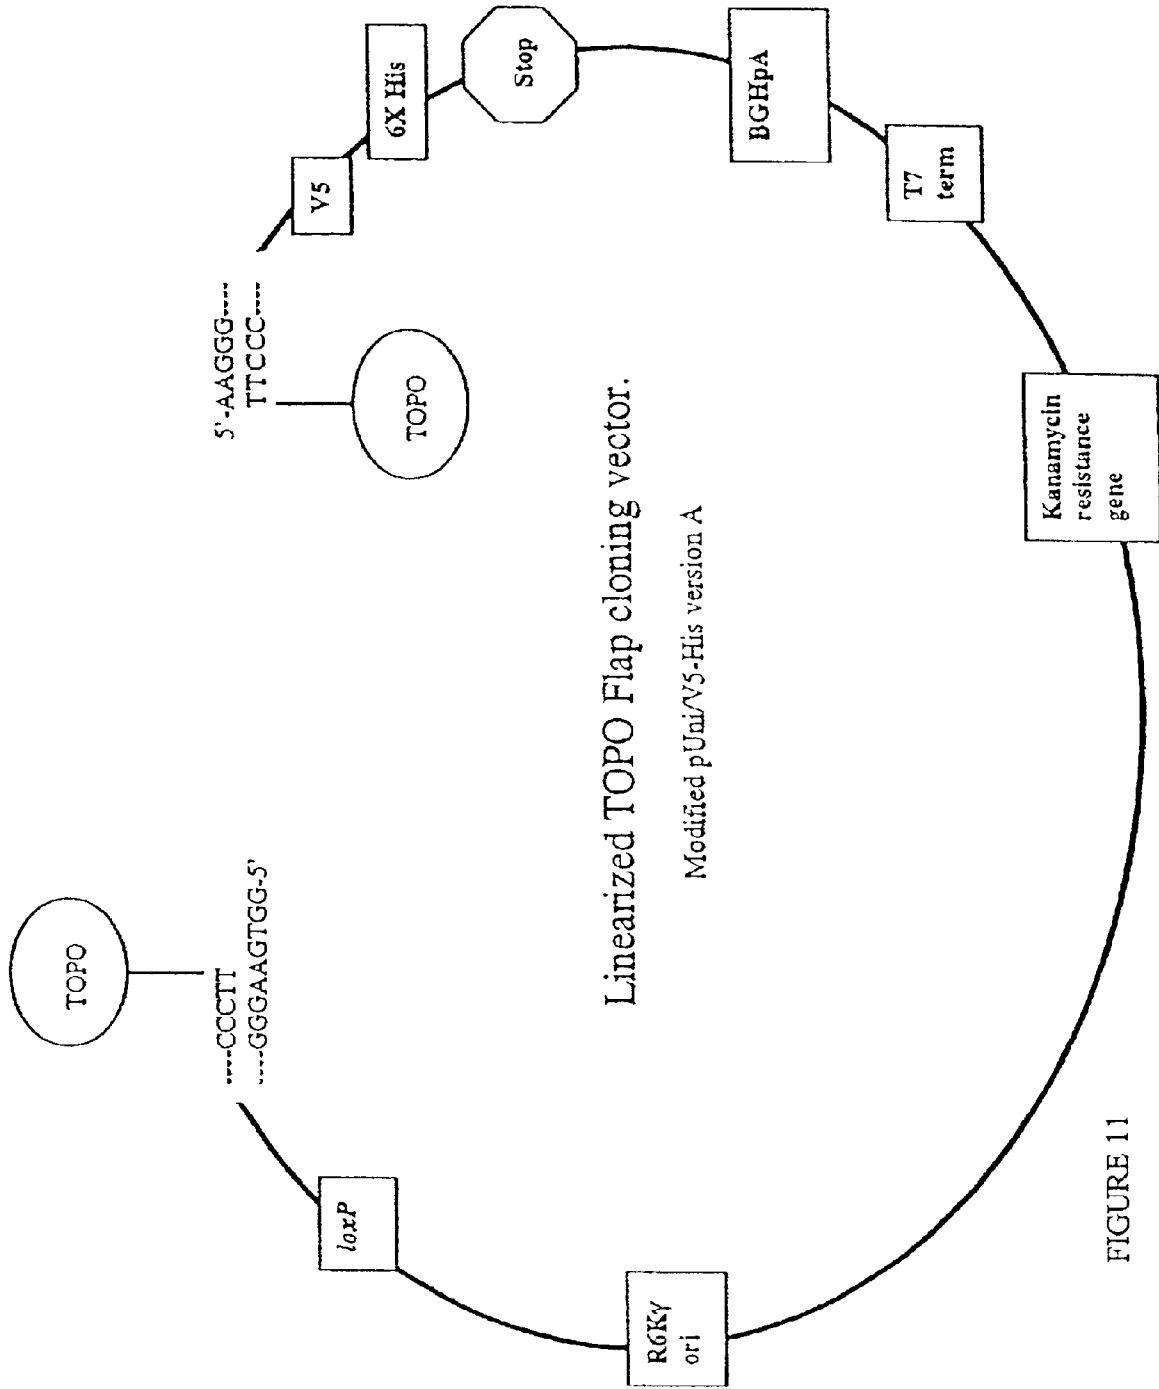 TOPO
----CCCTT
----GGGAAGTGG-5'
5'-AAGGG----
TTCCC----
TOPO
V5
6X His
Stop
BGHpA
T7
term
Kanamycin
resistance
gene
R6Kγ
ori
loxP
Linearized TOPO Flap cloning vector.
Modified pUni/V5-His version A
FIGURE 11